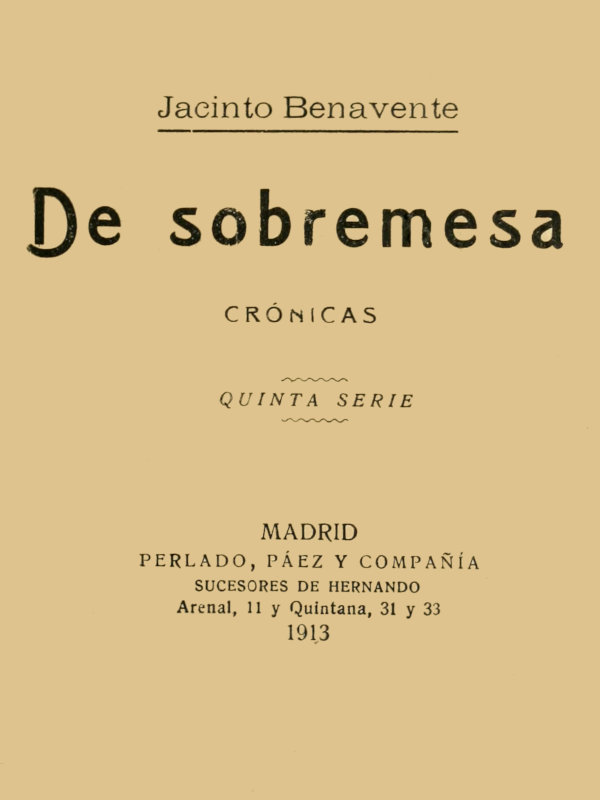 Jacinto Benavente
De sobremesa
CRÓNICAS
QUINTA SERIE
MADRID
PERLADO, PÁEZ Y COMPAÑÍA
SUCESORES DE HERNANDO
Arenal, 11 y Quintana, 31 y 33
1913